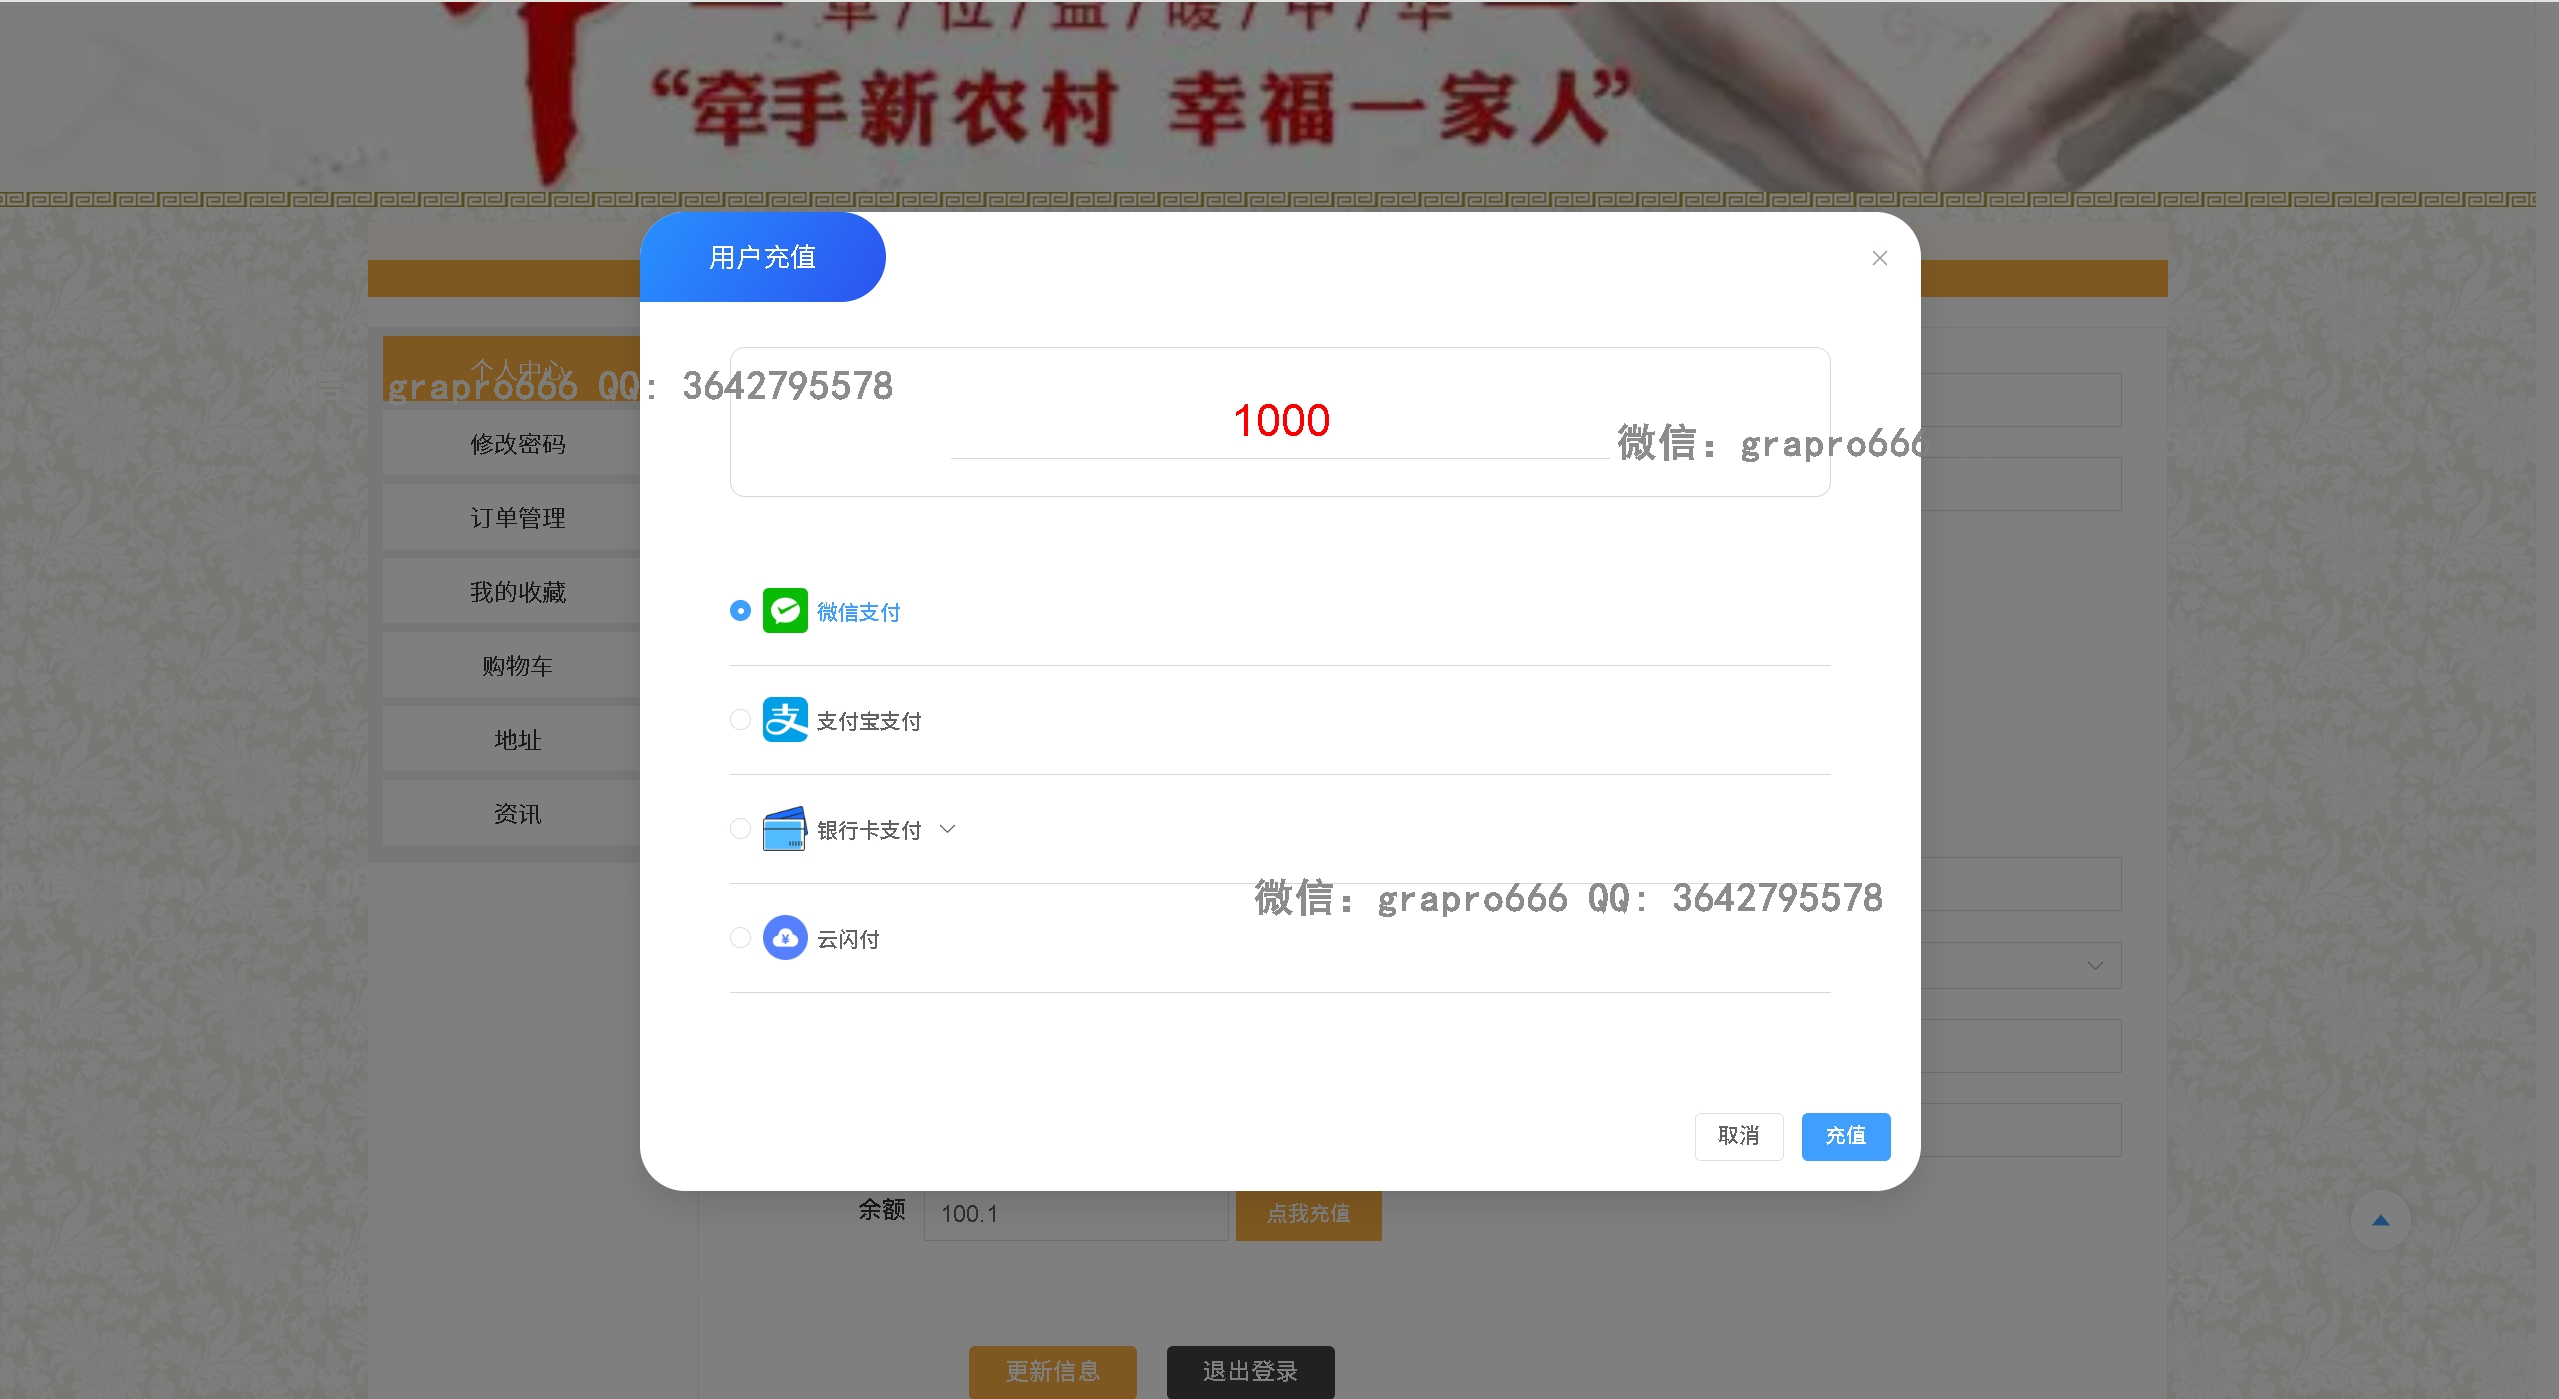 “牵手新农村 幸福一家人”
用户充值
个人中心
grapro666 QQ: 3642795578
1000
微信: grapro666
修改密码
订单管理
我的收藏
购物车
地址
资讯
微信支付
支付宝支付
银行卡支付
微信: grapro666 QQ: 3642795578
云闪付
取消
充值
余额
100.1
点我充值
更新信息
退出登录